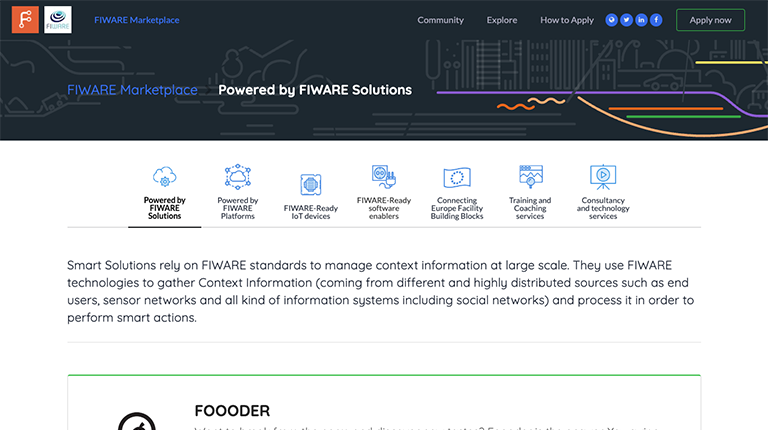 FIWARE
FIWARE Marketplace
Community
Explore
How to Apply
Apply now
FIWARE Marketplace
Powered by FIWARE Solutions
Powered by
FIWARE
Solutions
Powered by
FIWARE
Platforms
FIWARE-Ready
IoT devices
FIWARE-Ready
software
enablers
Connecting
Europe Facility
Building Blocks
Training and
Coaching
services
Consultancy
and technology
services
Smart Solutions rely on FIWARE standards to manage context information at large scale. They use FIWARE
technologies to gather Context Information (coming from different and highly distributed sources such as end
users, sensor networks and all kind of information systems including social networks) and process it in order to
perform smart actions.
FOOODER